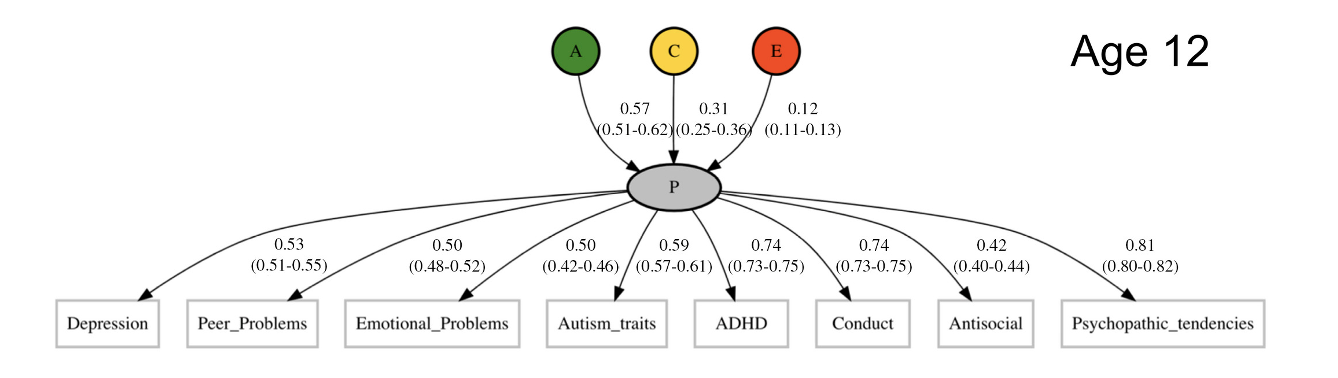 Age 12
A C E
0.57 0.31 0.12
(0.51-0.62) (0.25-0.36) (0.11-0.13)
P
0.53 0.50 0.50 0.59 0.74 0.74 0.42 0.81
(0.51-0.55) (0.48-0.52) (0.42-0.46) (0.57-0.61) (0.73-0.75) (0.73-0.75) (0.40-0.44) (0.80-0.82)
Depression Peer_Problems Emotional_Problems Autism_traits ADHD Conduct Antisocial Psychopathic_tendencies